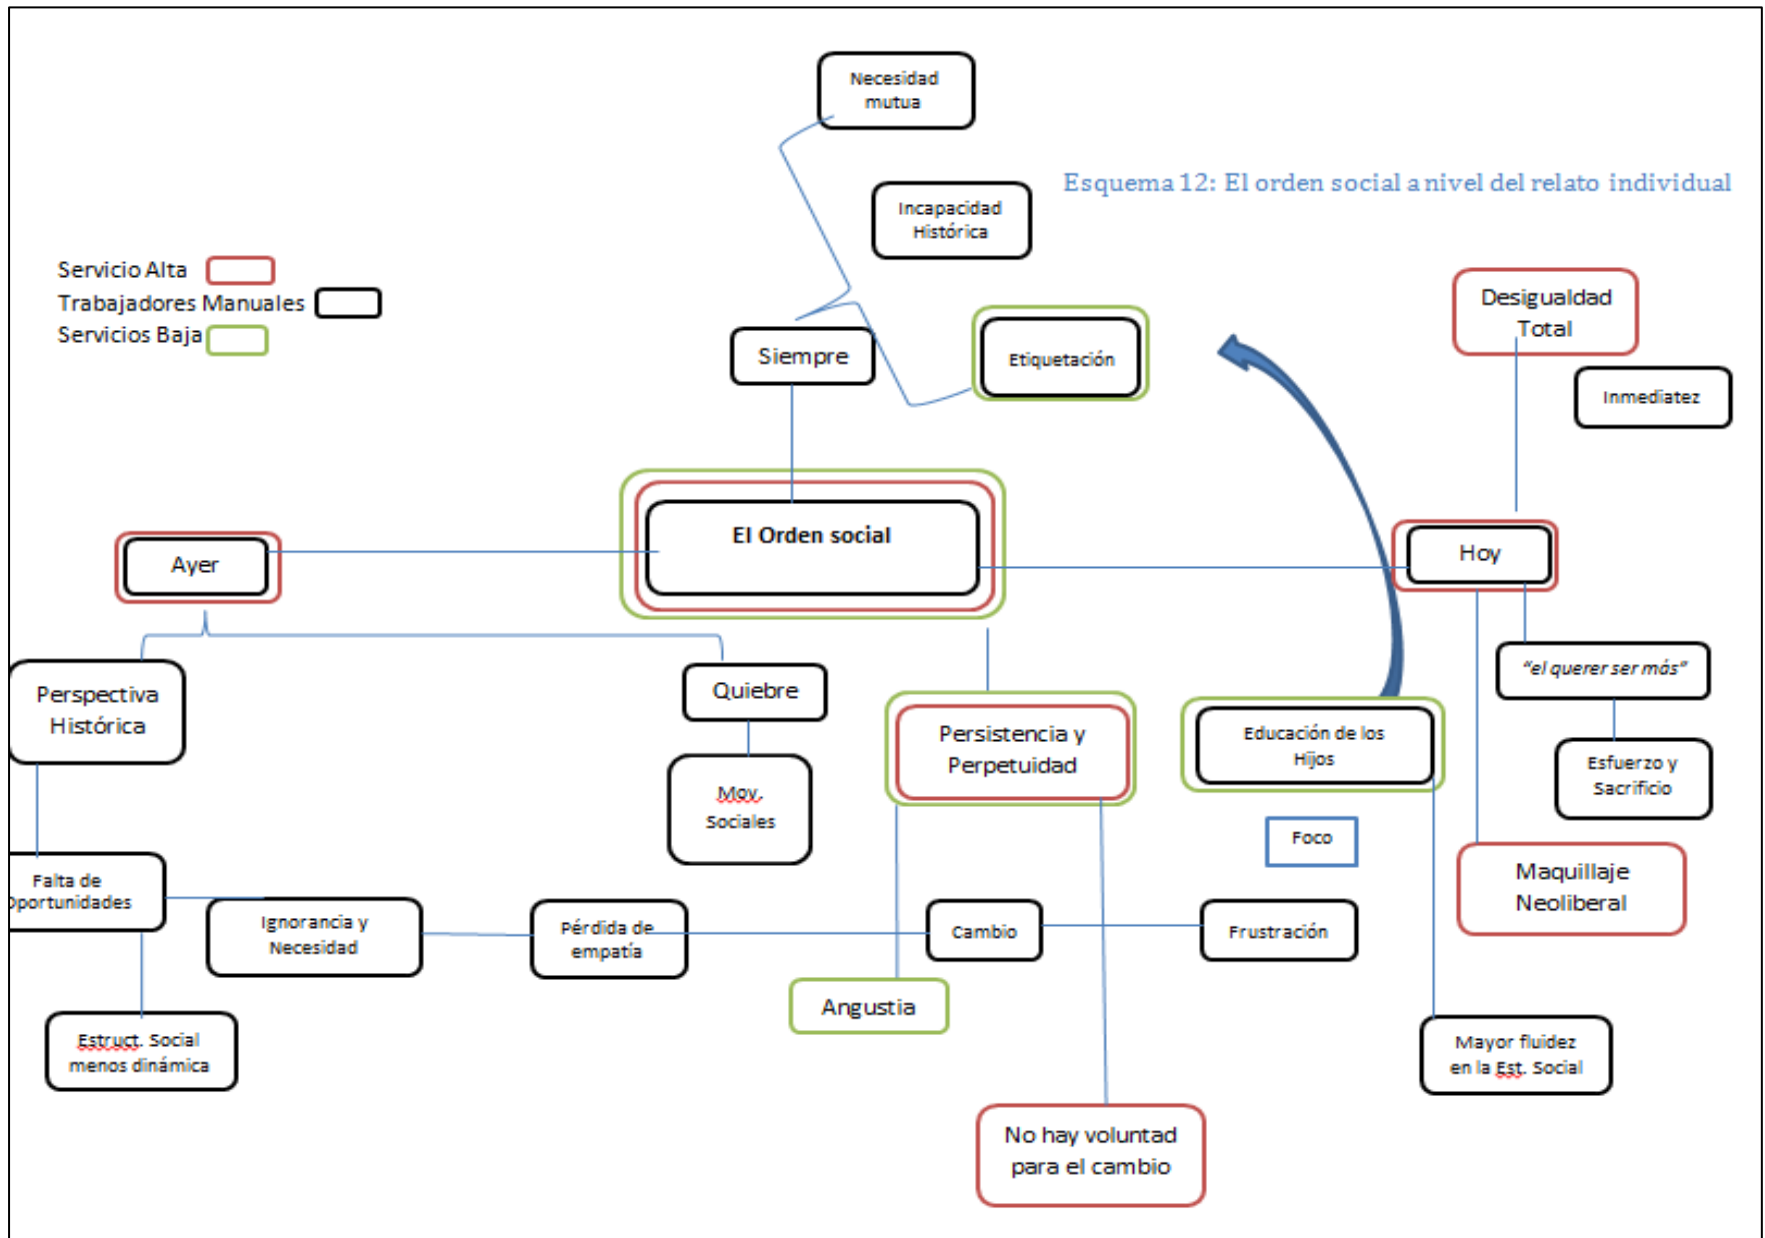 Necesidad
mutua
Esquema 12: El orden social a nivel del relato individual
Incapacidad
Histórica
Servicio Alta
Trabajadores Manuales
Servicios Baja
Desigualdad
Total
Siempre
Etiquetación
Inmediatez
El Orden social
Ayer
Hoy
Perspectiva
Histórica
Quiebre
"el querer ser más"
Persistencia y
Perpetuidad
Educación de los
Hijos
Mov.
Sociales
Esfuerzo y
Sacrificio
Foco
Falta de
oportunidades
Maquillaje
Neoliberal
Ignorancia y
Necesidad
Pérdida de
empatía
Cambio
Frustración
Angustia
Estruct. Social
menos dinámica
Mayor fluidez
en la Est. Social
No hay voluntad
para el cambio